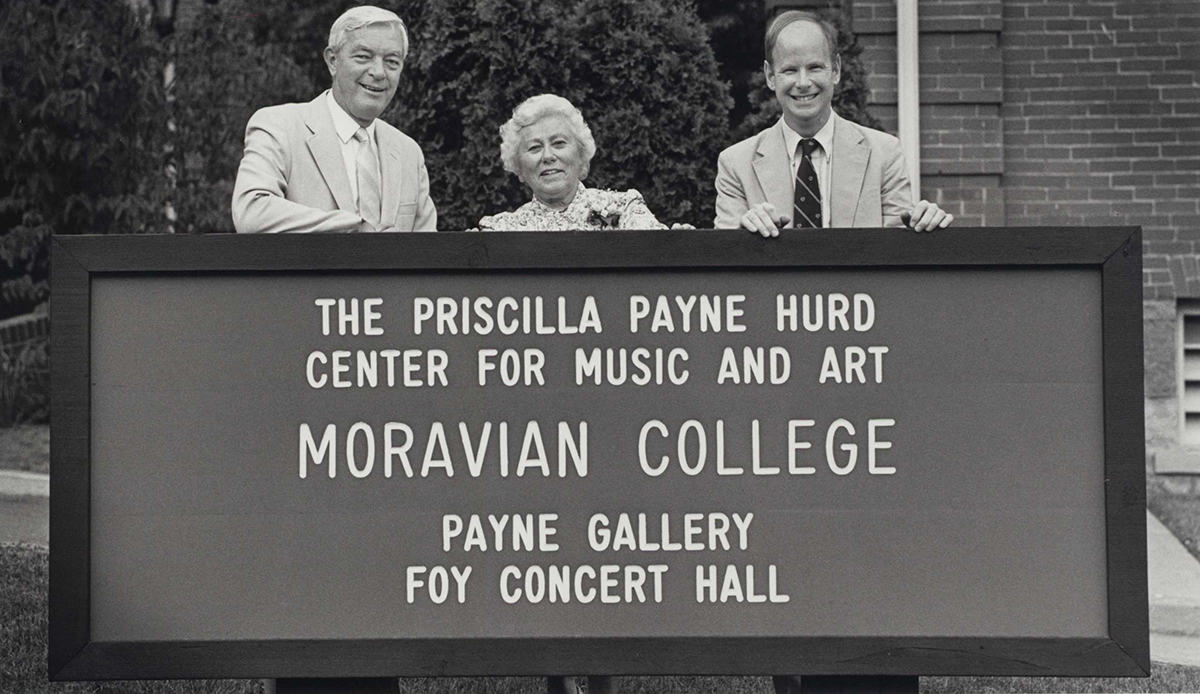 THE PRISCILLA PAYNE HURD
CENTER FOR MUSIC AND ART
MORAVIAN COLLEGE
PAYNE GALLERY
FOY CONCERT HALL